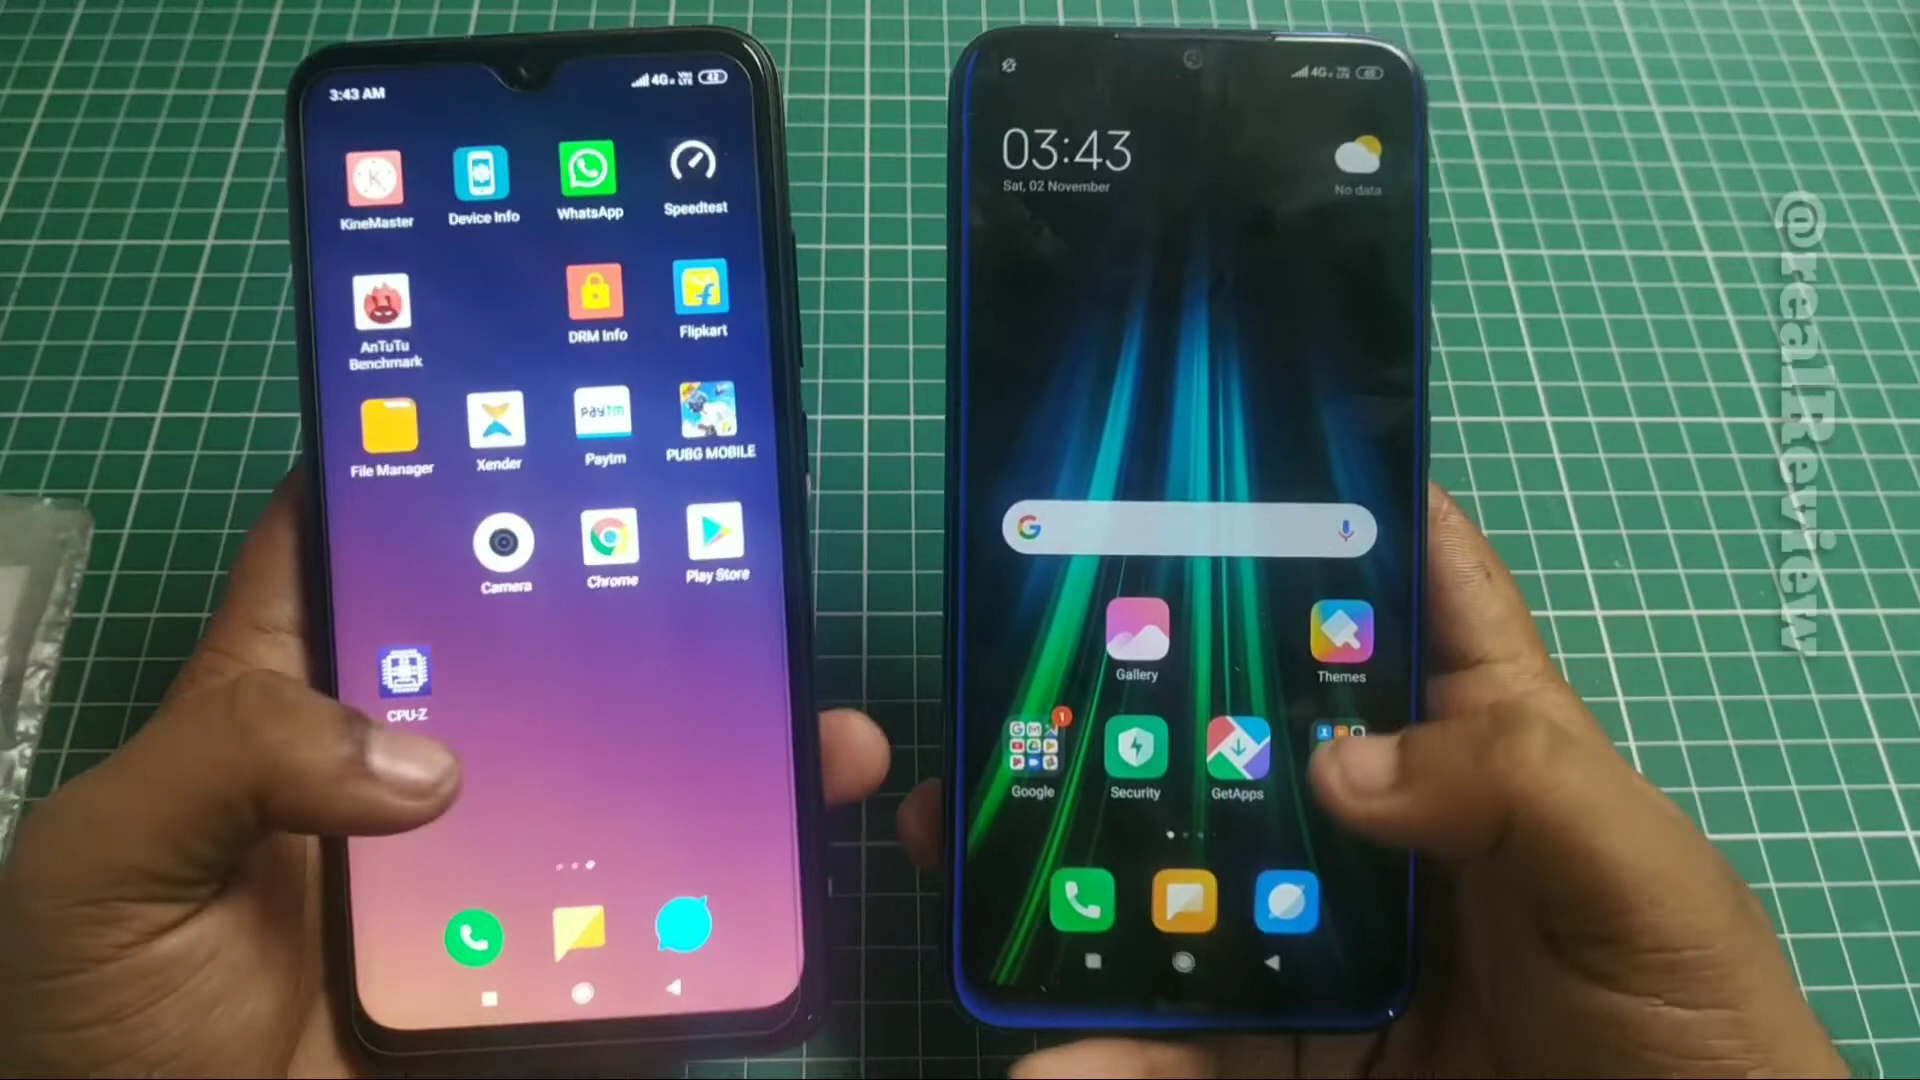 3:43 AM
4G
43
KineMaster
Device Info
WhatsApp
Speedtest
AnTuTu
Benchmark
DRM Info
Flipkart
File Manager
Xender
Paytm
Paytm
PUBG MOBILE
Camera
Chrome
Play Store
CPU-Z
4G
03:43
Sat, 02 November
No data
G
Gallery
Themes
1
Google
Security
GetApps
@realReview